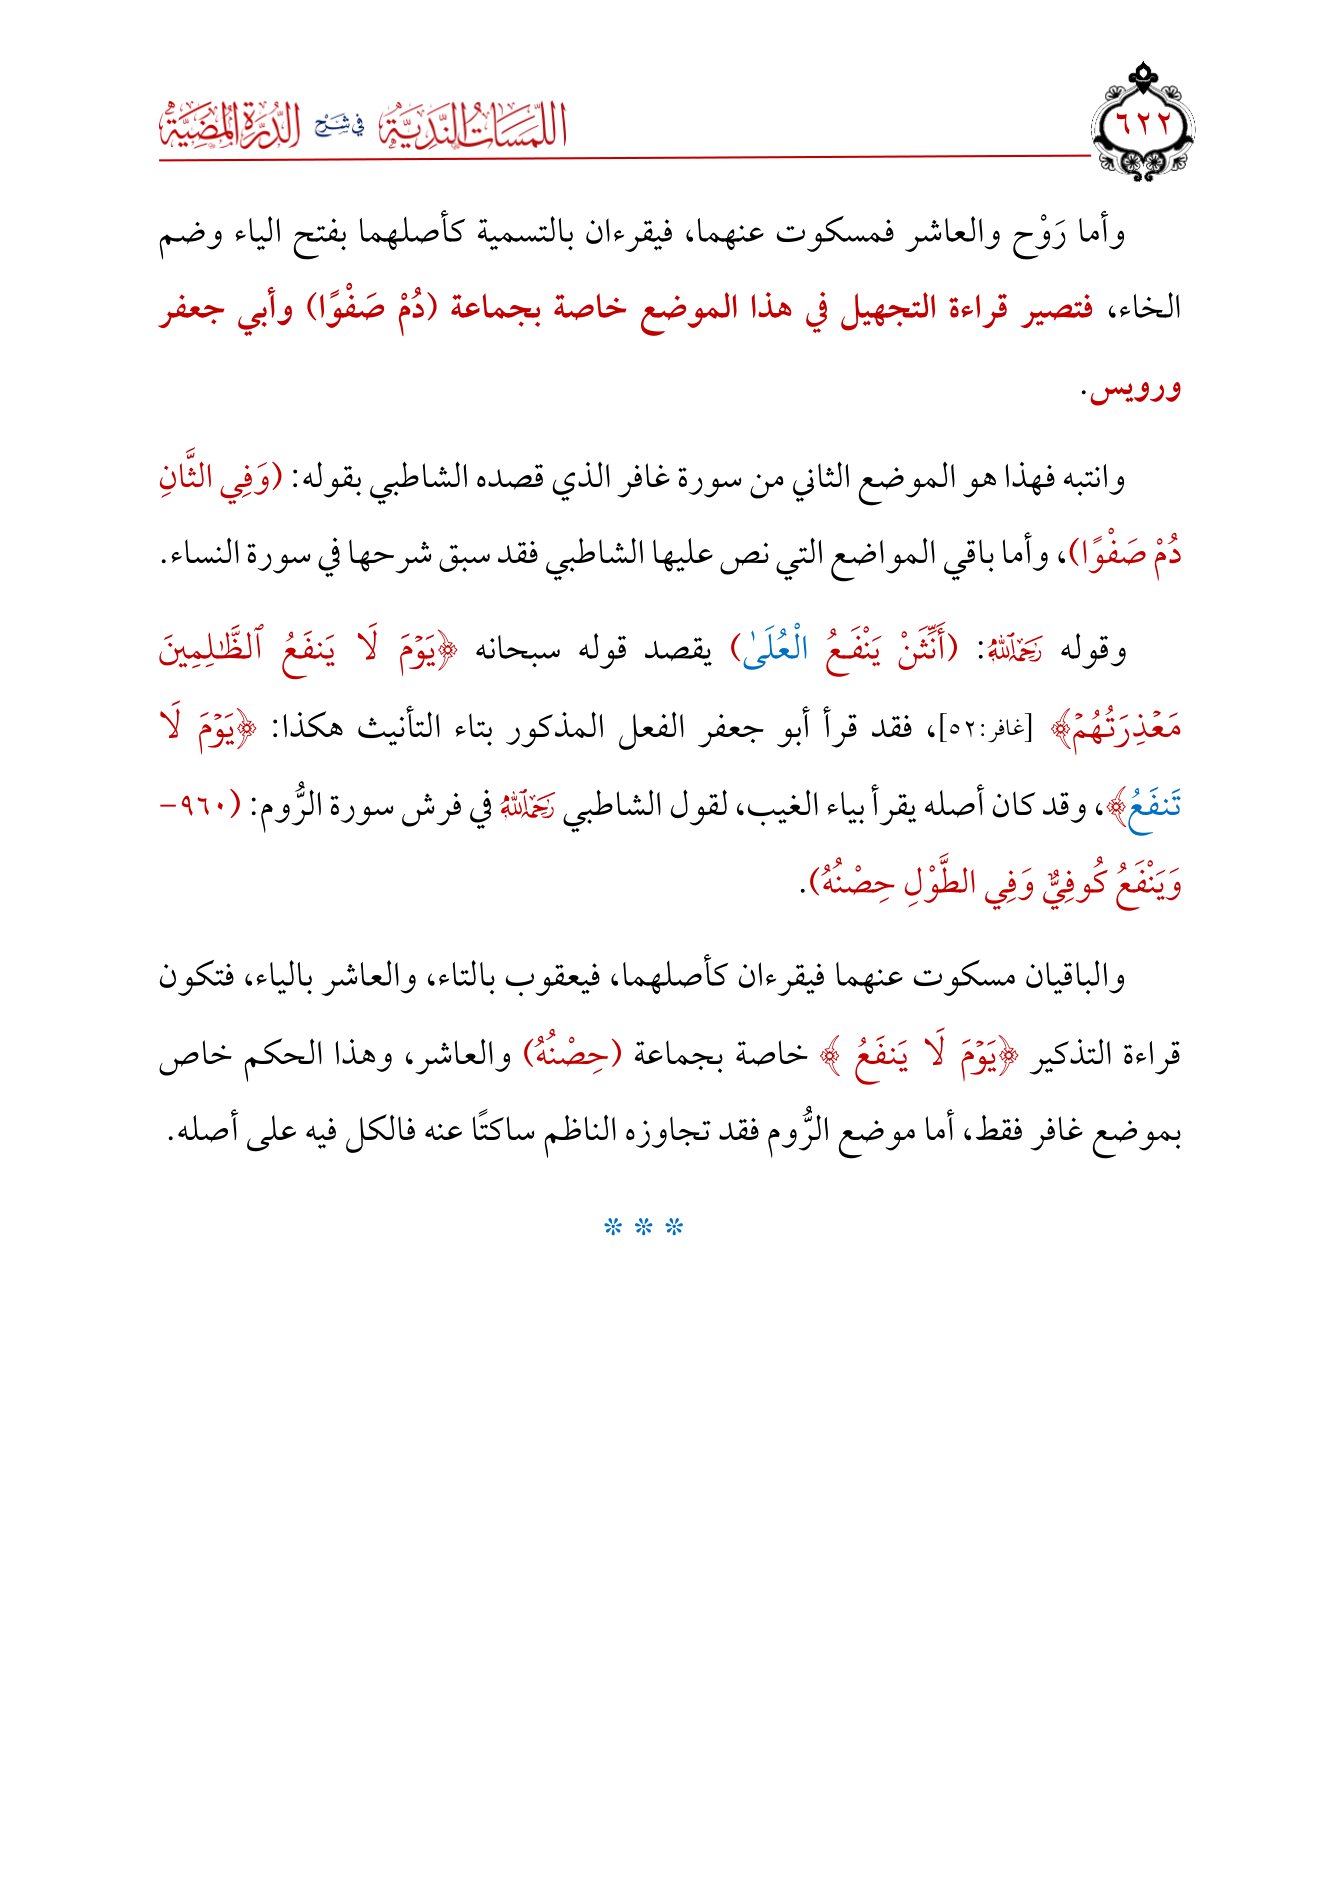 ٦٢٢
اللَّمَسَاتُ النَّدِيَّةُ فِي شَرْحِ الدُّرَّةِ الْمُضِيَّةِ
وأما رَوْح والعاشر فمسكوت عنهما، فيقرءان بالتسمية كأصلهما بفتح الياء وضم
الخاء، فتصير قراءة التجهيل في هذا الموضع خاصة بجماعة (دُمْ صَفْوًا) وأبي جعفر
ورويس.
وانتبه فهذا هو الموضع الثاني من سورة غافر الذي قصده الشاطبي بقوله: (وَفِي الثَّانِ
دُمْ صَفْوًا)، وأما باقي المواضع التي نص عليها الشاطبي فقد سبق شرحها في سورة النساء.
وقوله رَحِمَهُ ٱللَّهُ: (أَنِّثَنْ يَنْفَعُ الْعُلَىٰ) يقصد قوله سبحانه ﴿يَوۡمَ لَا يَنفَعُ ٱلظَّٰلِمِينَ
مَعۡذِرَتُهُمۡ﴾ [غافر:٥٢]، فقد قرأ أبو جعفر الفعل المذكور بتاء التأنيث هكذا: ﴿يَوۡمَ لَا
تَنفَعُ﴾، وقد كان أصله يقرأ بياء الغيب، لقول الشاطبي رَحِمَهُ ٱللَّهُ في فرش سورة الرُّوم: (٩٦٠-
وَيَنْفَعُ كُوفِيٌّ وَفِي الطَّوْلِ حِصْنُهُ).
والباقيان مسكوت عنهما فيقرءان كأصلهما، فيعقوب بالتاء، والعاشر بالياء، فتكون
قراءة التذكير ﴿يَوۡمَ لَا يَنفَعُ ﴾ خاصة بجماعة (حِصْنُهُ) والعاشر، وهذا الحكم خاص
بموضع غافر فقط، أما موضع الرُّوم فقد تجاوزه الناظم ساكتًا عنه فالكل فيه على أصله.
* * *